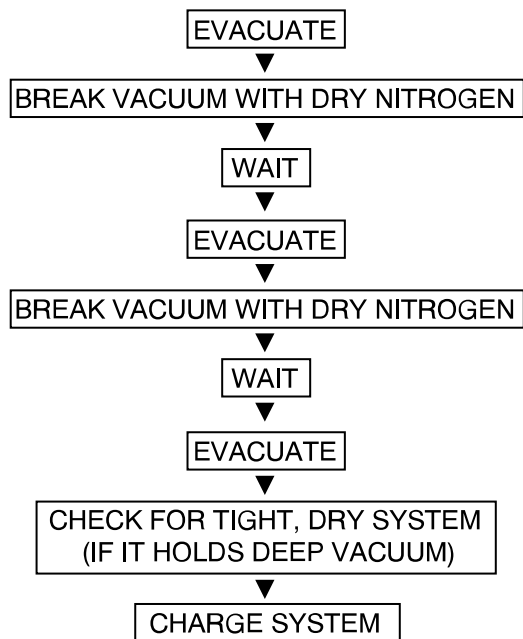 EVACUATE
BREAK VACUUM WITH DRY NITROGEN
WAIT
EVACUATE
BREAK VACUUM WITH DRY NITROGEN
WAIT
EVACUATE
CHECK FOR TIGHT, DRY SYSTEM
(IF IT HOLDS DEEP VACUUM)
CHARGE SYSTEM